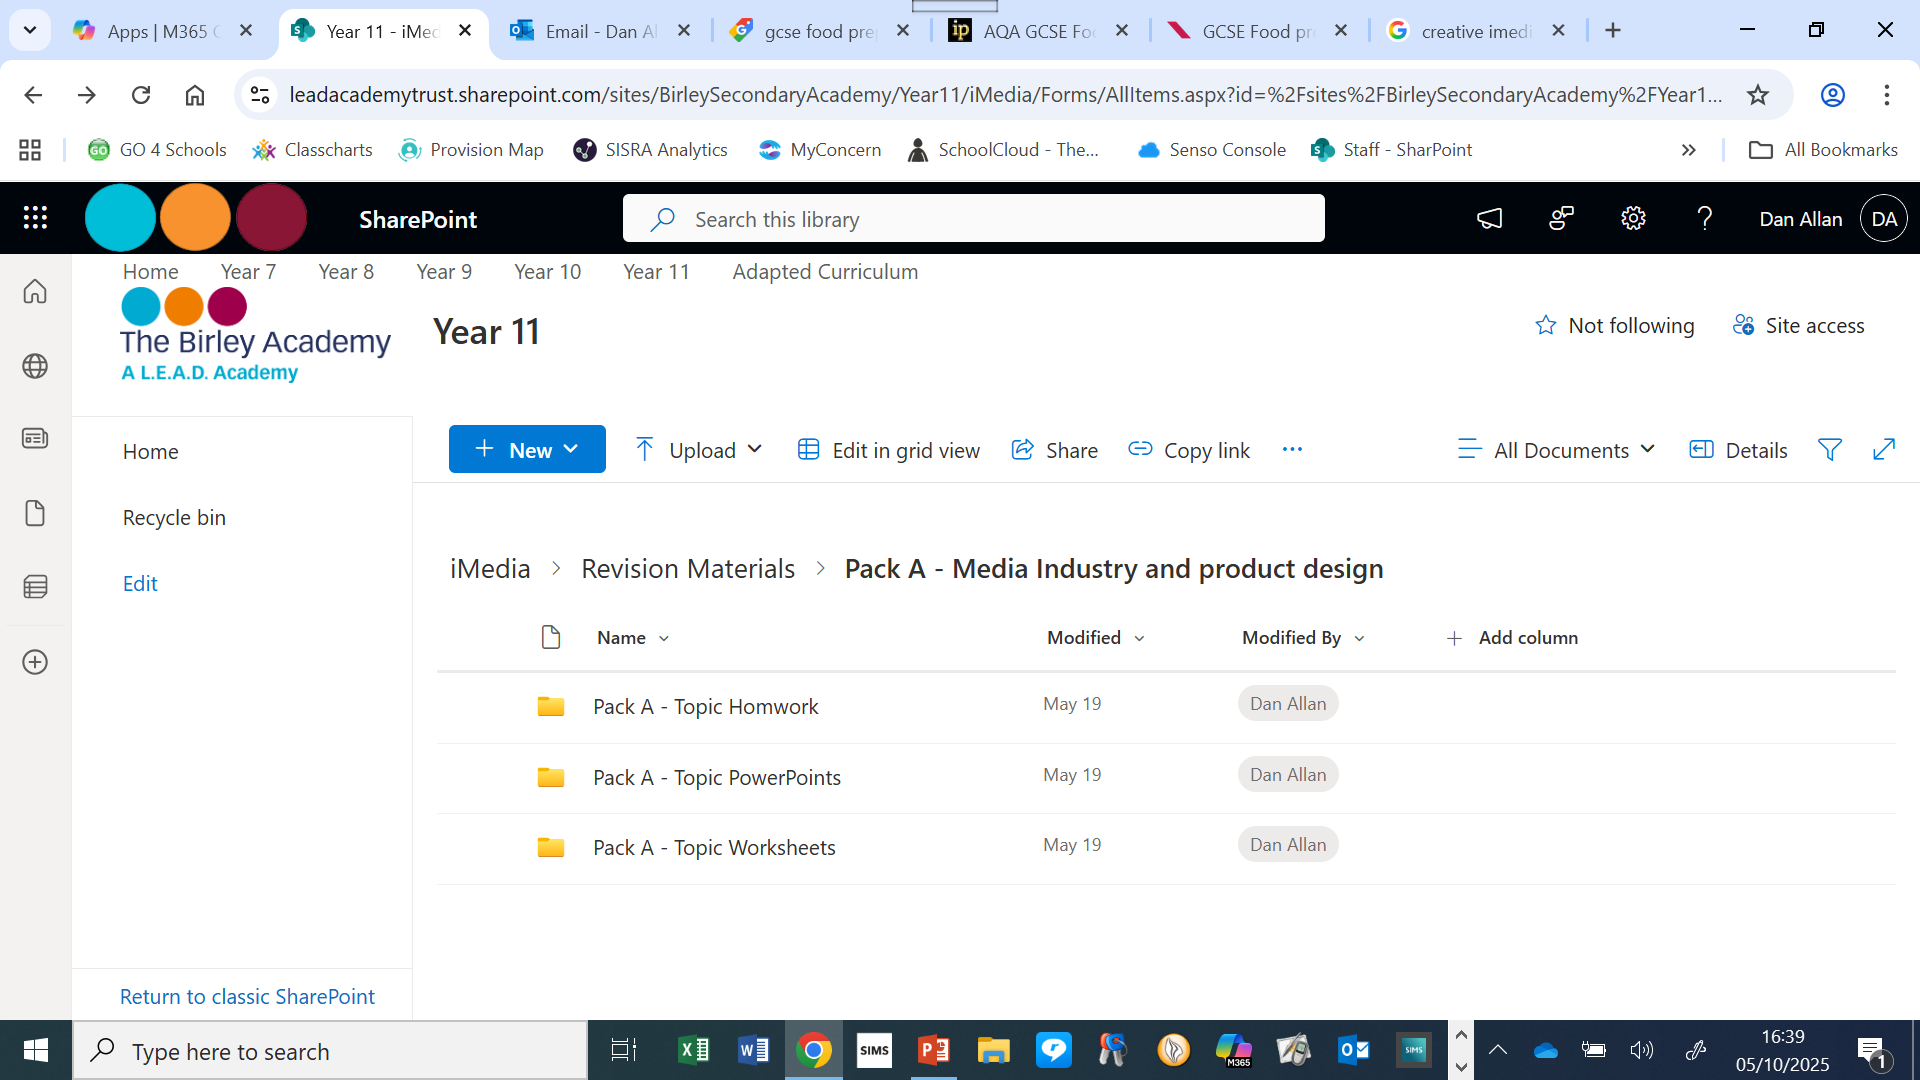 Apps | M365 C
Year 11 - iMed
Email - Dan Al
gcse food prep
AQA GCSE Foo
GCSE Food pr
creative imedi
leadacademytrust.sharepoint.com/sites/BirleySecondaryAcademy/Year11/iMedia/Forms/AllItems.aspx?id=%2Fsites%2FBirleySecondaryAcademy%2FYear1...
GO 4 Schools
Classcharts
Provision Map
SISRA Analytics
MyConcern
SchoolCloud - The...
Senso Console
Staff - SharPoint
All Bookmarks
SharePoint
Search this library
Dan Allan
DA
Home
Year 7
Year 8
Year 9
Year 10
Year 11
Adapted Curriculum
The Birley Academy
A L.E.A.D. Academy
Year 11
Not following
Site access
Home
Recycle bin
Edit
New
Upload
Edit in grid view
Share
Copy link
All Documents
Details
iMedia > Revision Materials > Pack A - Media Industry and product design
Name
Modified
Modified By
Add column
Pack A - Topic Homwork
May 19
Dan Allan
Pack A - Topic PowerPoints
May 19
Dan Allan
Pack A - Topic Worksheets
May 19
Dan Allan
Return to classic SharePoint
Type here to search
SIMS
M365
SIMS
16:39
05/10/2025
1